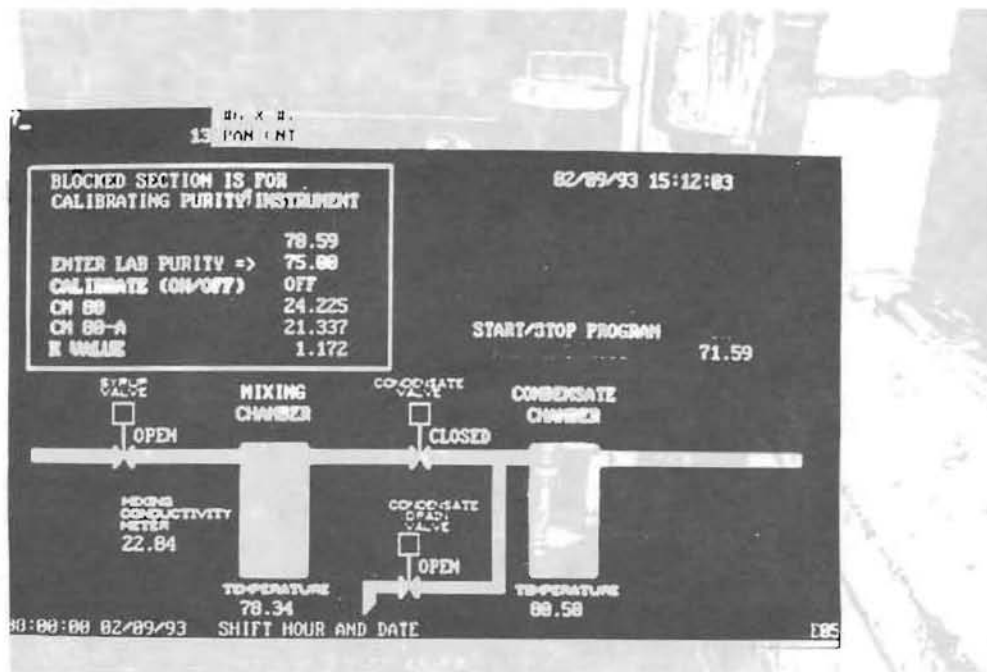 ?_
13
PAN CNT
BLOCKED SECTION IS FOR
CALIBRATING PURITY INSTRUMENT
02/09/93 15:12:03
78.59
ENTER LAB PURITY => 75.00
CALIBRATE (ON/OFF) OFF
CM 80 24.225
CM 80-A 21.337
K VALUE 1.172
START/STOP PROGRAM
71.59
SYRUP
VALVE
MIXING
CHAMBER
CONDENSATE
VALVE
CONDENSATE
CHAMBER
OPEN
CLOSED
MIXING
CONDUCTIVITY
METER
22.84
CONDENSATE
DRAIN
VALVE
OPEN
TEMPERATURE
78.34
TEMPERATURE
80.58
00:00:00 02/09/93 SHIFT HOUR AND DATE